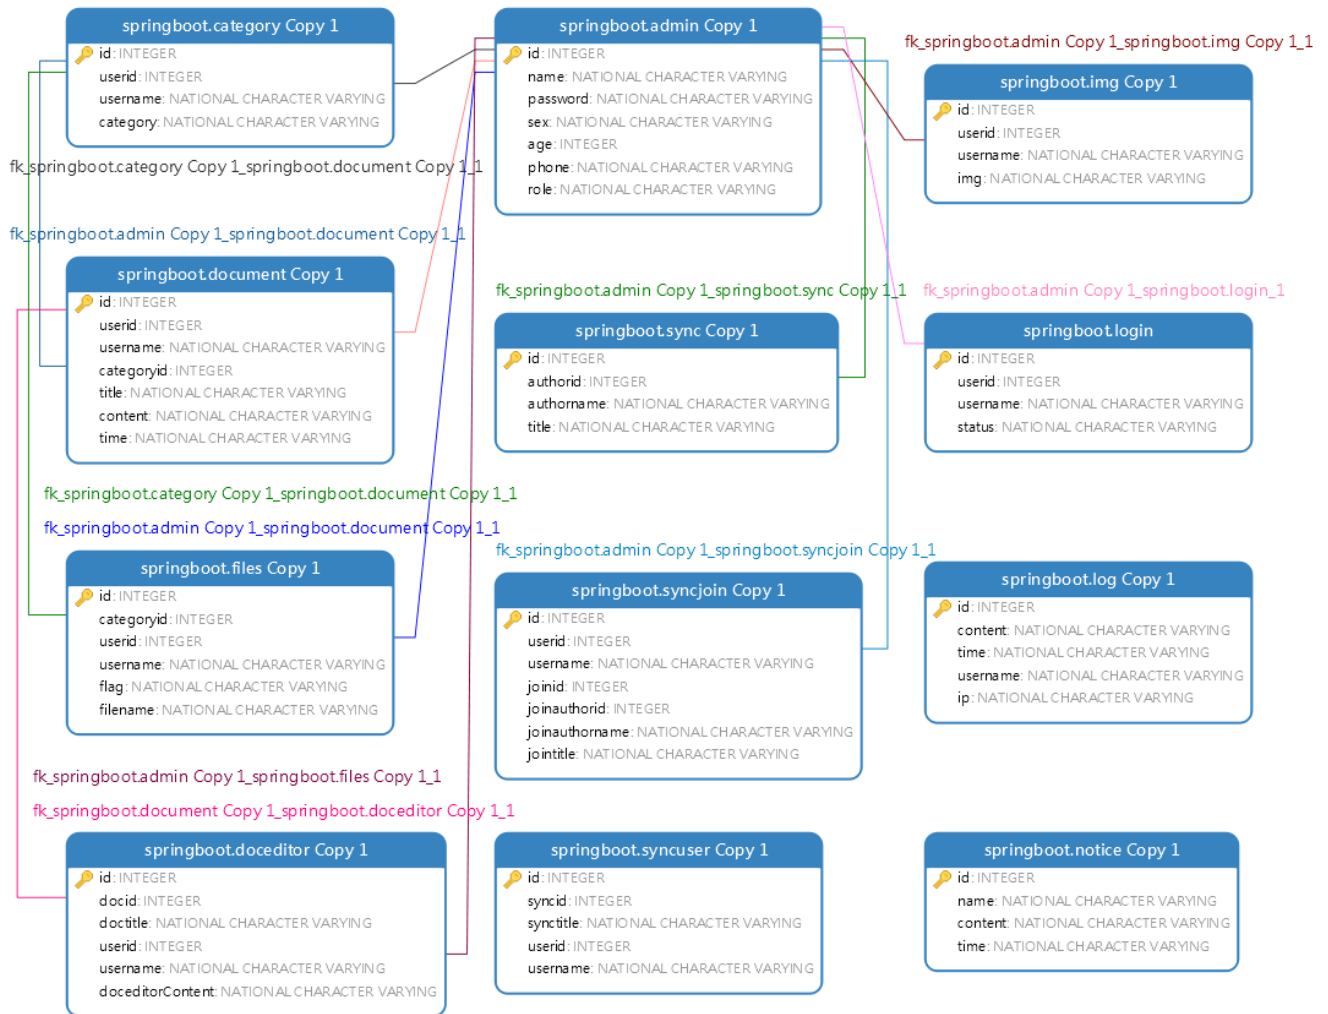 springboot.category Copy 1
id: INTEGER
userid: INTEGER
username: NATIONAL CHARACTER VARYING
category: NATIONAL CHARACTER VARYING
fk_springboot.category Copy 1_springboot.document Copy 1_1
springboot.admin Copy 1
id: INTEGER
name: NATIONAL CHARACTER VARYING
password: NATIONAL CHARACTER VARYING
sex: NATIONAL CHARACTER VARYING
age: INTEGER
phone: NATIONAL CHARACTER VARYING
role: NATIONAL CHARACTER VARYING
fk_springboot.admin Copy 1_springboot.img Copy 1_1
springboot.img Copy 1
id: INTEGER
userid: INTEGER
username: NATIONAL CHARACTER VARYING
img: NATIONAL CHARACTER VARYING
fk_springboot.admin Copy 1_springboot.document Copy 1_1
springboot.document Copy 1
id: INTEGER
userid: INTEGER
username: NATIONAL CHARACTER VARYING
categoryid: INTEGER
title: NATIONAL CHARACTER VARYING
content: NATIONAL CHARACTER VARYING
time: NATIONAL CHARACTER VARYING
fk_springboot.admin Copy 1_springboot.sync Copy 1_1
springboot.sync Copy 1
id: INTEGER
authorid: INTEGER
authorname: NATIONAL CHARACTER VARYING
title: NATIONAL CHARACTER VARYING
fk_springboot.admin Copy 1_springboot.login_1
springboot.login
id: INTEGER
userid: INTEGER
username: NATIONAL CHARACTER VARYING
status: NATIONAL CHARACTER VARYING
fk_springboot.category Copy 1_springboot.document Copy 1_1
fk_springboot.admin Copy 1_springboot.document Copy 1_1
springboot.files Copy 1
id: INTEGER
categoryid: INTEGER
userid: INTEGER
username: NATIONAL CHARACTER VARYING
flag: NATIONAL CHARACTER VARYING
filename: NATIONAL CHARACTER VARYING
fk_springboot.admin Copy 1_springboot.syncjoin Copy 1_1
springboot.syncjoin Copy 1
id: INTEGER
userid: INTEGER
username: NATIONAL CHARACTER VARYING
joinid: INTEGER
joinauthorid: INTEGER
joinauthorname: NATIONAL CHARACTER VARYING
jointitle: NATIONAL CHARACTER VARYING
springboot.log Copy 1
id: INTEGER
content: NATIONAL CHARACTER VARYING
time: NATIONAL CHARACTER VARYING
username: NATIONAL CHARACTER VARYING
ip: NATIONAL CHARACTER VARYING
fk_springboot.admin Copy 1_springboot.files Copy 1_1
fk_springboot.document Copy 1_springboot.doceditor Copy 1_1
springboot.doceditor Copy 1
id: INTEGER
docid: INTEGER
doctitle: NATIONAL CHARACTER VARYING
userid: INTEGER
username: NATIONAL CHARACTER VARYING
doceditorContent: NATIONAL CHARACTER VARYING
springboot.syncuser Copy 1
id: INTEGER
syncid: INTEGER
synctitle: NATIONAL CHARACTER VARYING
userid: INTEGER
username: NATIONAL CHARACTER VARYING
springboot.notice Copy 1
id: INTEGER
name: NATIONAL CHARACTER VARYING
content: NATIONAL CHARACTER VARYING
time: NATIONAL CHARACTER VARYING